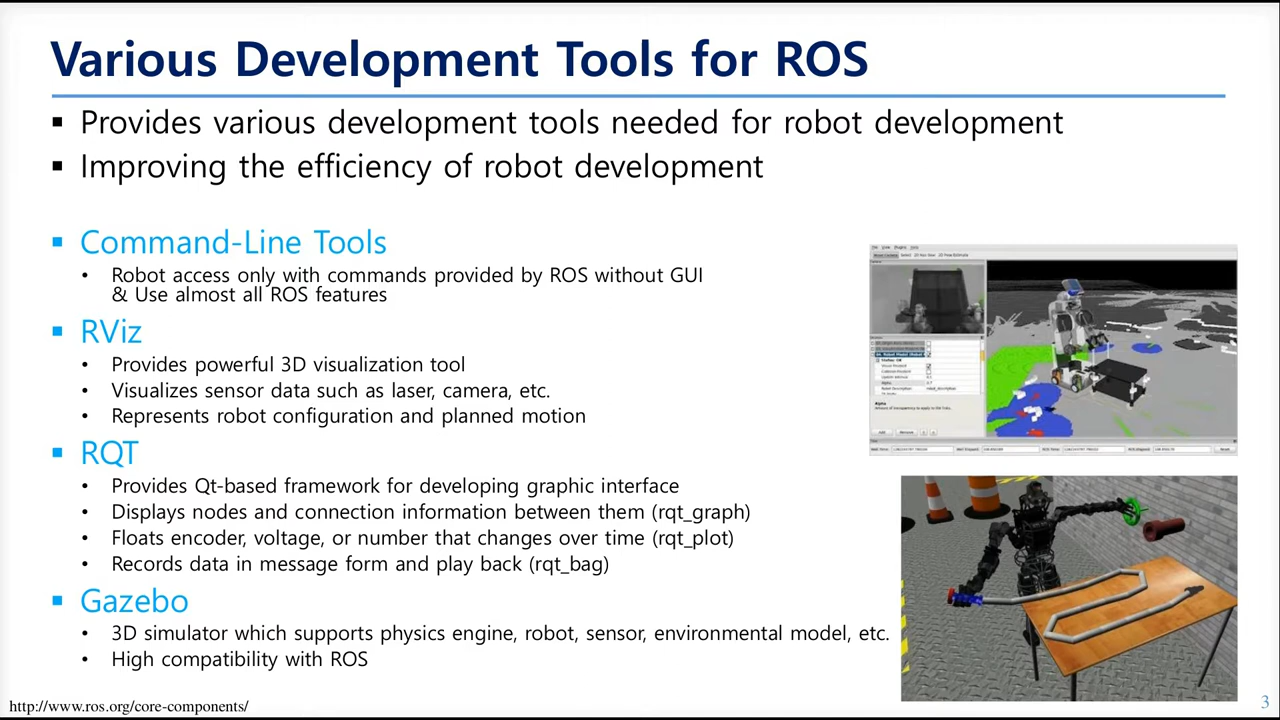 Various Development Tools for ROS
▪ Provides various development tools needed for robot development
▪ Improving the efficiency of robot development
▪ Command-Line Tools
• Robot access only with commands provided by ROS without GUI
& Use almost all ROS features
▪ RViz
• Provides powerful 3D visualization tool
• Visualizes sensor data such as laser, camera, etc.
• Represents robot configuration and planned motion
▪ RQT
• Provides Qt-based framework for developing graphic interface
• Displays nodes and connection information between them (rqt_graph)
• Floats encoder, voltage, or number that changes over time (rqt_plot)
• Records data in message form and play back (rqt_bag)
▪ Gazebo
• 3D simulator which supports physics engine, robot, sensor, environmental model, etc.
• High compatibility with ROS
http://www.ros.org/core-components/
3